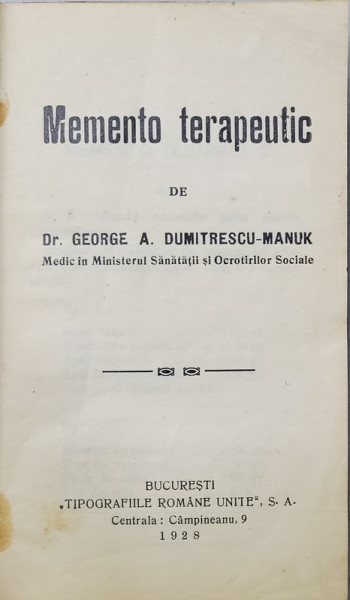 Memento terapeutic
DE
Dr. GEORGE A. DUMITRESCU-MANUK
Medic în Ministerul Sănătății și Ocrotirilor Sociale
BUCUREȘTI
„TIPOGRAFIILE ROMÂNE UNITE", S. A.
Centrala: Câmpineanu, 9
1928